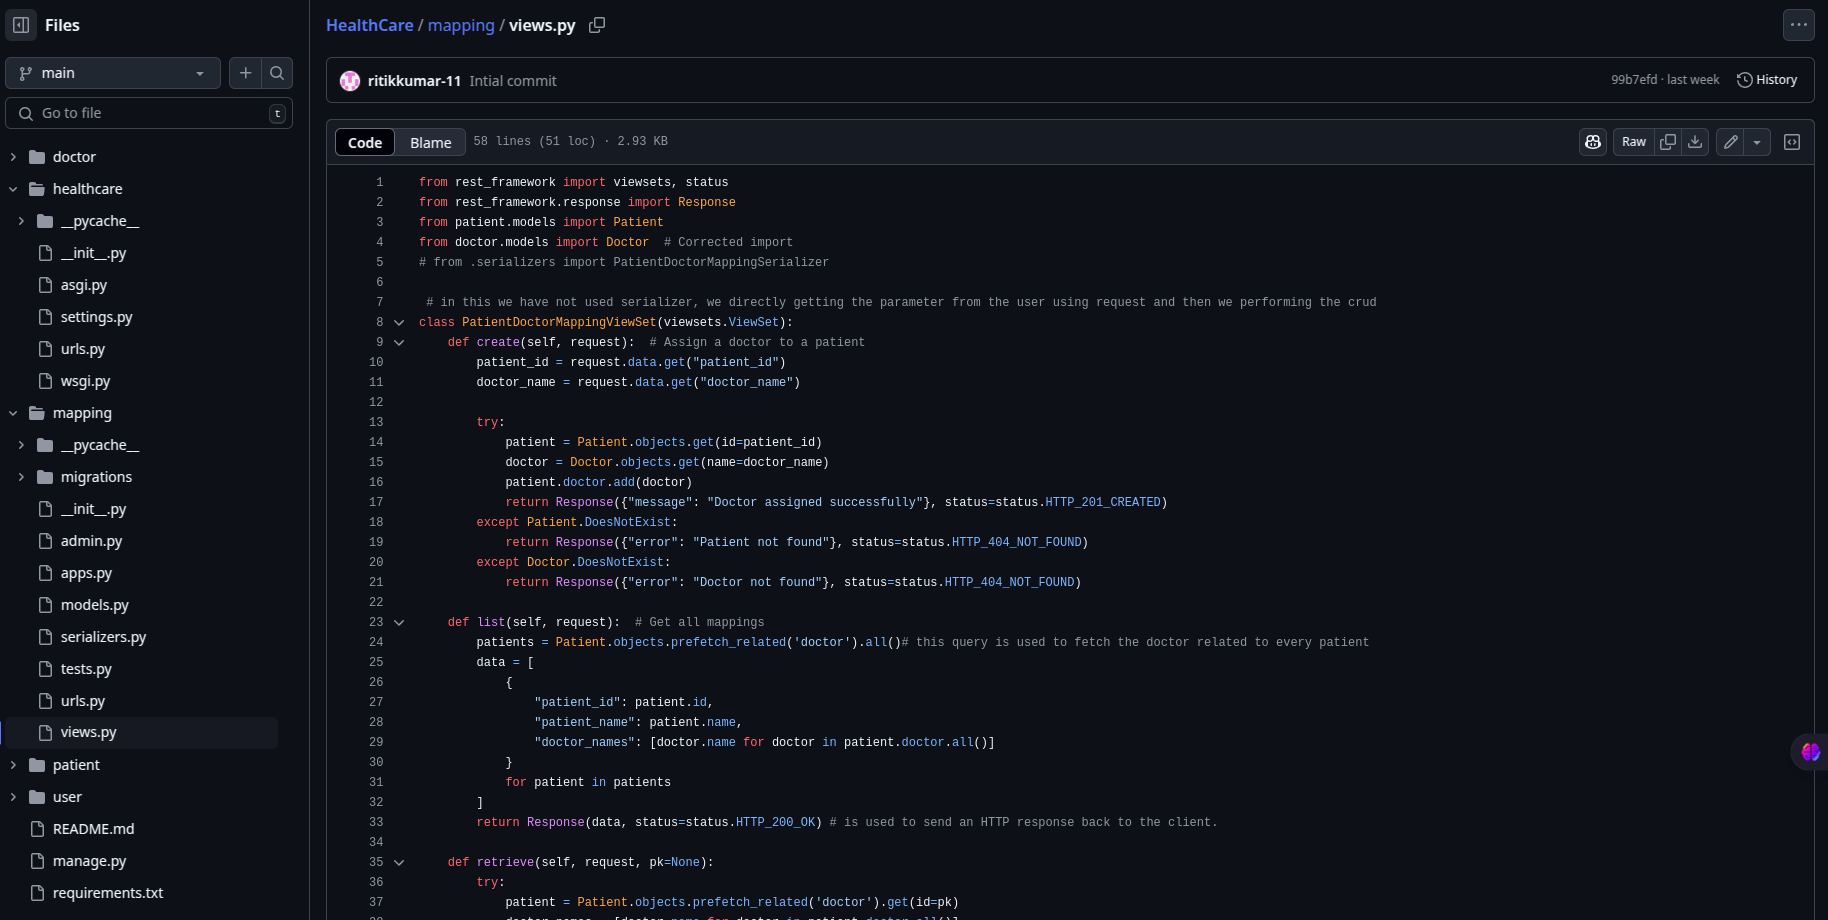 Files
main
Go to file
t
doctor
healthcare
__pycache__
__init__.py
asgi.py
settings.py
urls.py
wsgi.py
mapping
__pycache__
migrations
__init__.py
admin.py
apps.py
models.py
serializers.py
tests.py
urls.py
views.py
patient
user
README.md
manage.py
requirements.txt
HealthCare / mapping / views.py
ritikkumar-11 Intial commit
99b7efd · last week
History
Code
Blame
58 lines (51 loc) · 2.93 KB
Raw
1 from rest_framework import viewsets, status
2 from rest_framework.response import Response
3 from patient.models import Patient
4 from doctor.models import Doctor  # Corrected import
5 # from .serializers import PatientDoctorMappingSerializer
6
7  # in this we have not used serializer, we directly getting the parameter from the user using request and then we performing the crud
8 class PatientDoctorMappingViewSet(viewsets.ViewSet):
9     def create(self, request):  # Assign a doctor to a patient
10         patient_id = request.data.get("patient_id")
11         doctor_name = request.data.get("doctor_name")
12
13         try:
14             patient = Patient.objects.get(id=patient_id)
15             doctor = Doctor.objects.get(name=doctor_name)
16             patient.doctor.add(doctor)
17             return Response({"message": "Doctor assigned successfully"}, status=status.HTTP_201_CREATED)
18         except Patient.DoesNotExist:
19             return Response({"error": "Patient not found"}, status=status.HTTP_404_NOT_FOUND)
20         except Doctor.DoesNotExist:
21             return Response({"error": "Doctor not found"}, status=status.HTTP_404_NOT_FOUND)
22
23     def list(self, request):  # Get all mappings
24         patients = Patient.objects.prefetch_related('doctor').all()# this query is used to fetch the doctor related to every patient
25         data = [
26             {
27                 "patient_id": patient.id,
28                 "patient_name": patient.name,
29                 "doctor_names": [doctor.name for doctor in patient.doctor.all()]
30             }
31             for patient in patients
32         ]
33         return Response(data, status=status.HTTP_200_OK) # is used to send an HTTP response back to the client.
34
35     def retrieve(self, request, pk=None):
36         try:
37             patient = Patient.objects.prefetch_related('doctor').get(id=pk)